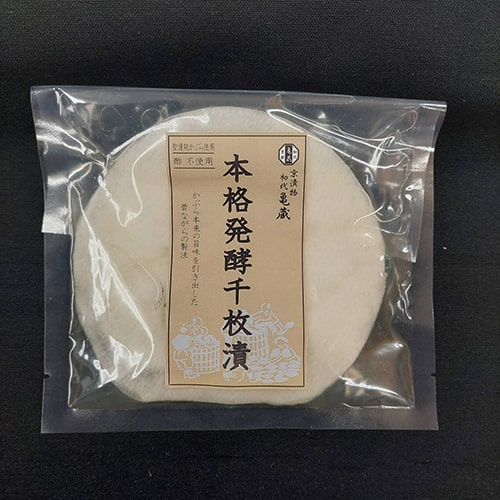 聖護院かぶら使用
酢 不使用
京漬物
初代 亀蔵
本格発酵千枚漬
かぶら本来の旨味を引き出した
昔ながらの製法